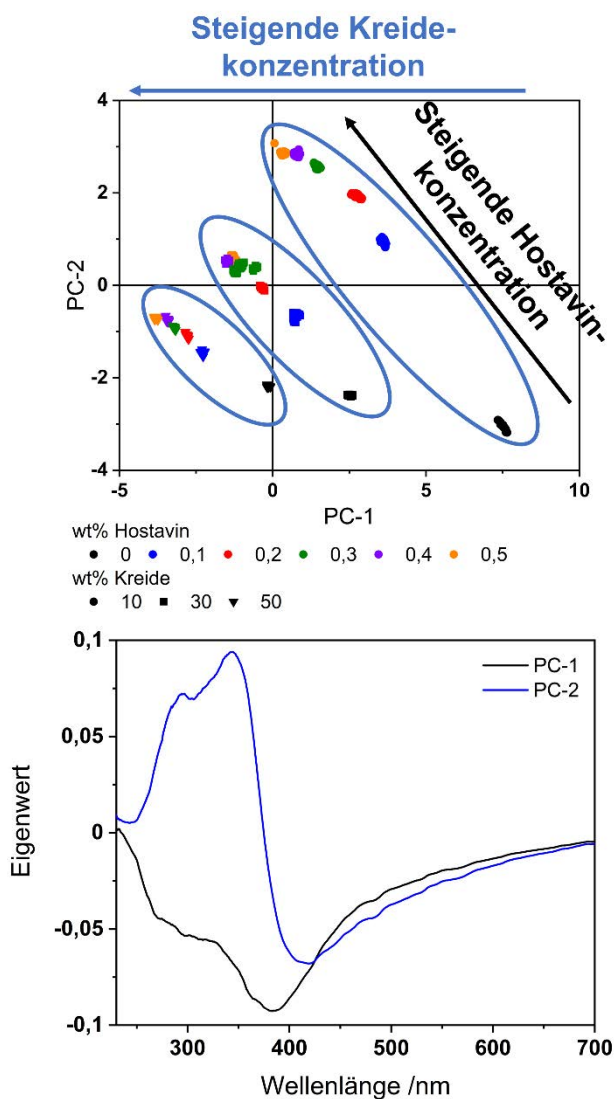 Steigende Kreide-
konzentration
Steigende Hostavin-
konzentration
4
2
0
-2
-4
PC-2
-5
0
5
10
PC-1
wt% Hostavin
0 0,1 0,2 0,3 0,4 0,5
wt% Kreide
10 30 50
0,1
0,05
0
-0,05
-0,1
Eigenwert
PC-1
PC-2
300 400 500 600 700
Wellenlänge /nm